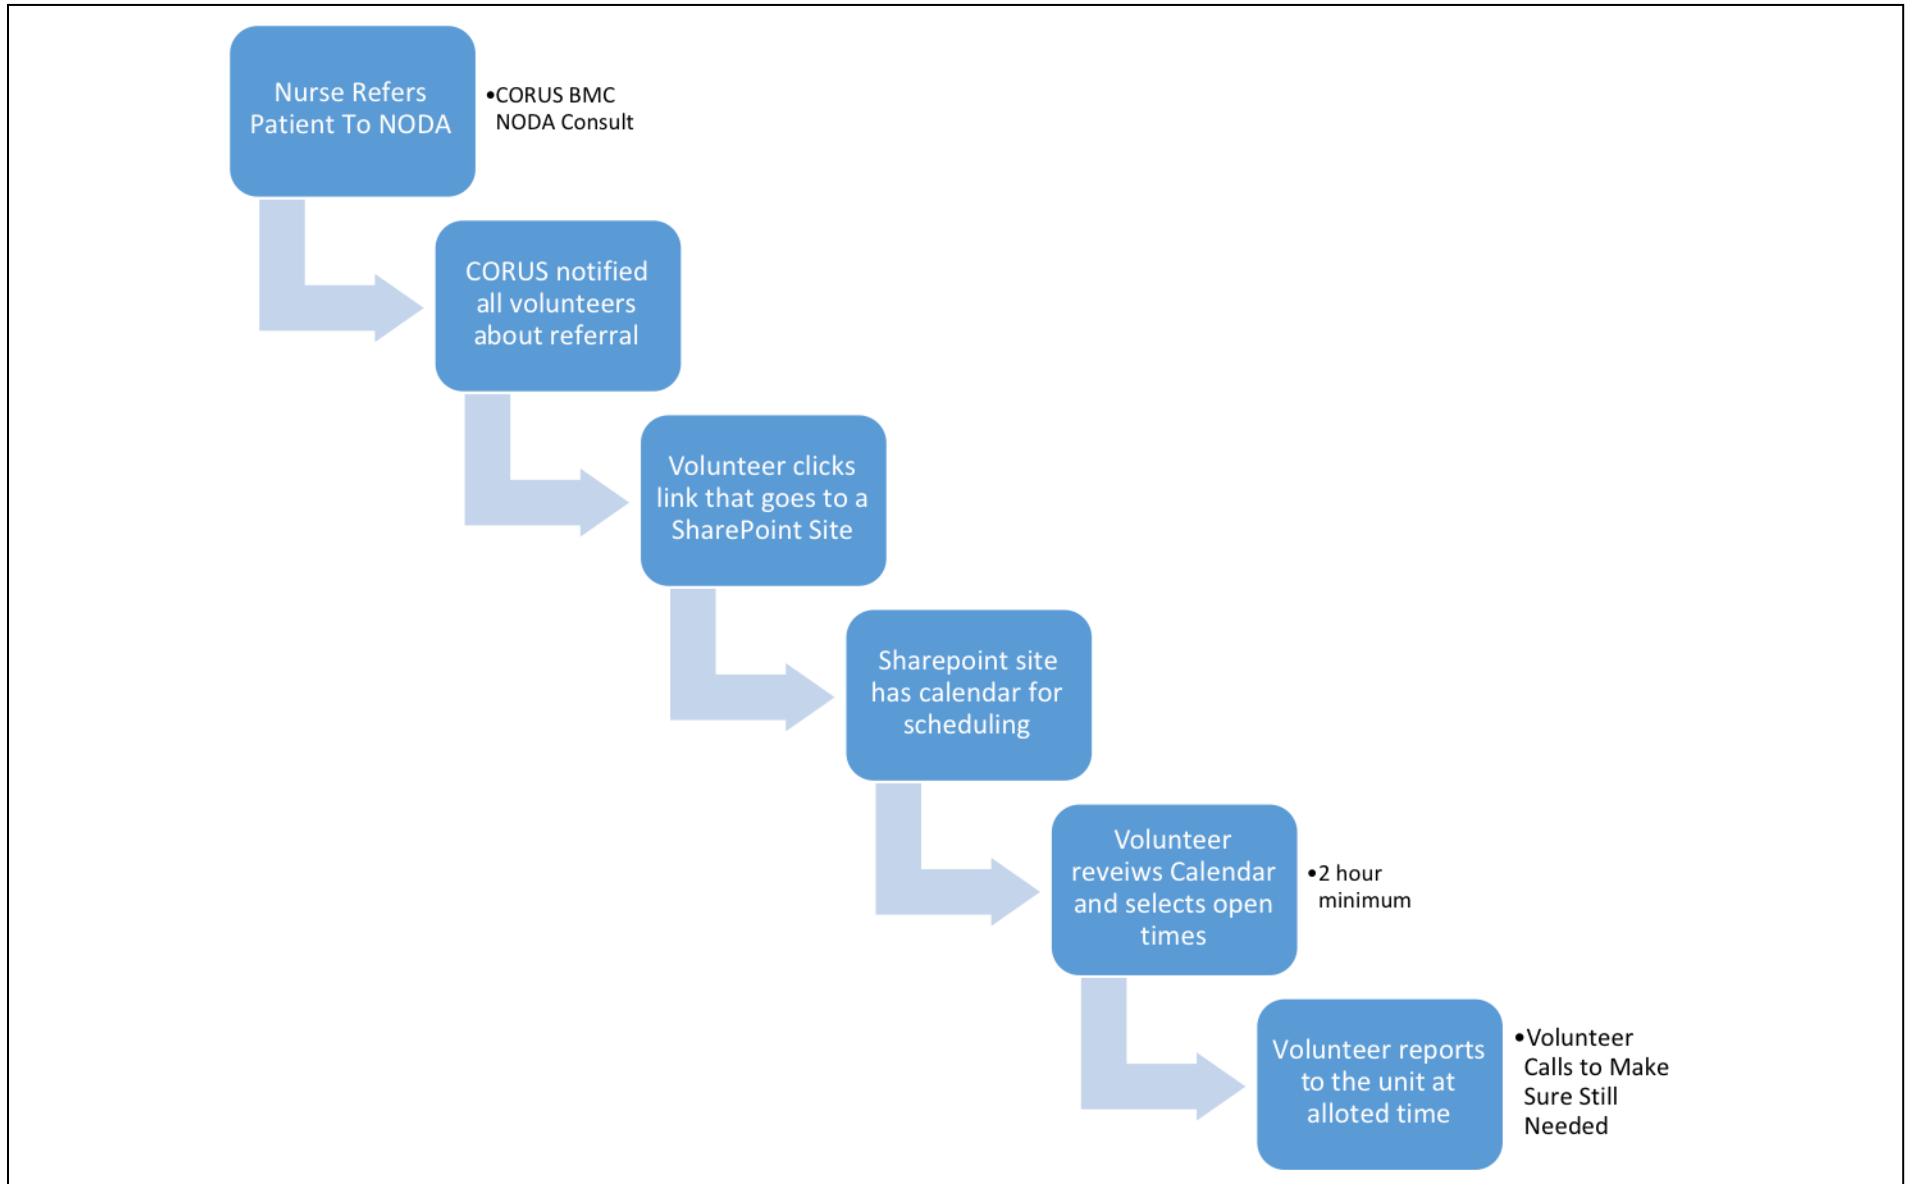 Nurse Refers
Patient To NODA
•CORUS BMC
NODA Consult
CORUS notified
all volunteers
about referral
Volunteer clicks
link that goes to a
SharePoint Site
Sharepoint site
has calendar for
scheduling
Volunteer
reveiws Calendar
and selects open
times
•2 hour
minimum
Volunteer reports
to the unit at
alloted time
•Volunteer
Calls to Make
Sure Still
Needed